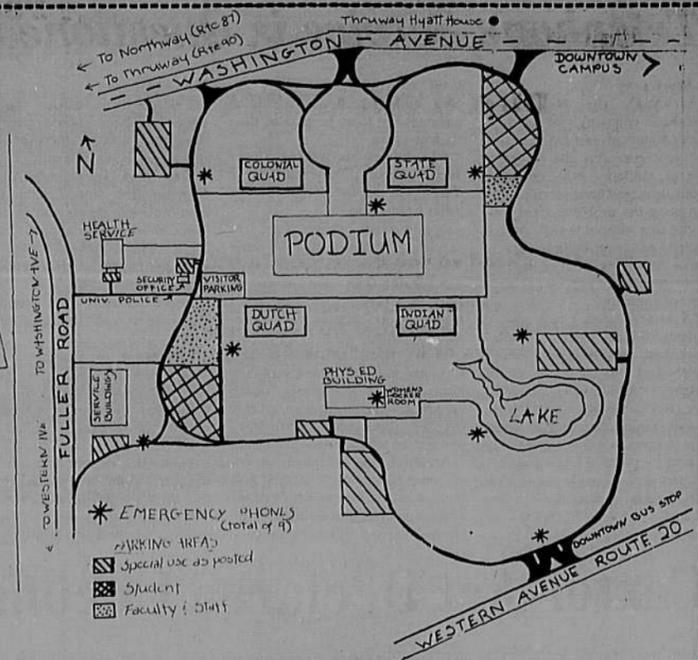 Thruway Hyatt House
← To Northway (Rte 87)
← To Thruway (Rte 90)
WASHINGTON — AVENUE
DOWNTOWN
CAMPUS
N
COLONIAL
QUAD
STATE
QUAD
PODIUM
HEALTH
SERVICE
SECURITY
OFFICE
UNIV. POLICE
VISITOR
PARKING
DUTCH
QUAD
INDIAN
QUAD
TO WASHINGTON AVE →
FULLER ROAD
← TO WESTERN AVE
SERVICE
BUILDINGS
PHYS ED
BUILDING
WOMENS
LOCKER
ROOM
LAKE
EMERGENCY PHONES
(total of 9)
PARKING AREAS
Special use as posted
Student
Faculty & Staff
DOWNTOWN BUS STOP
WESTERN AVENUE ROUTE 20